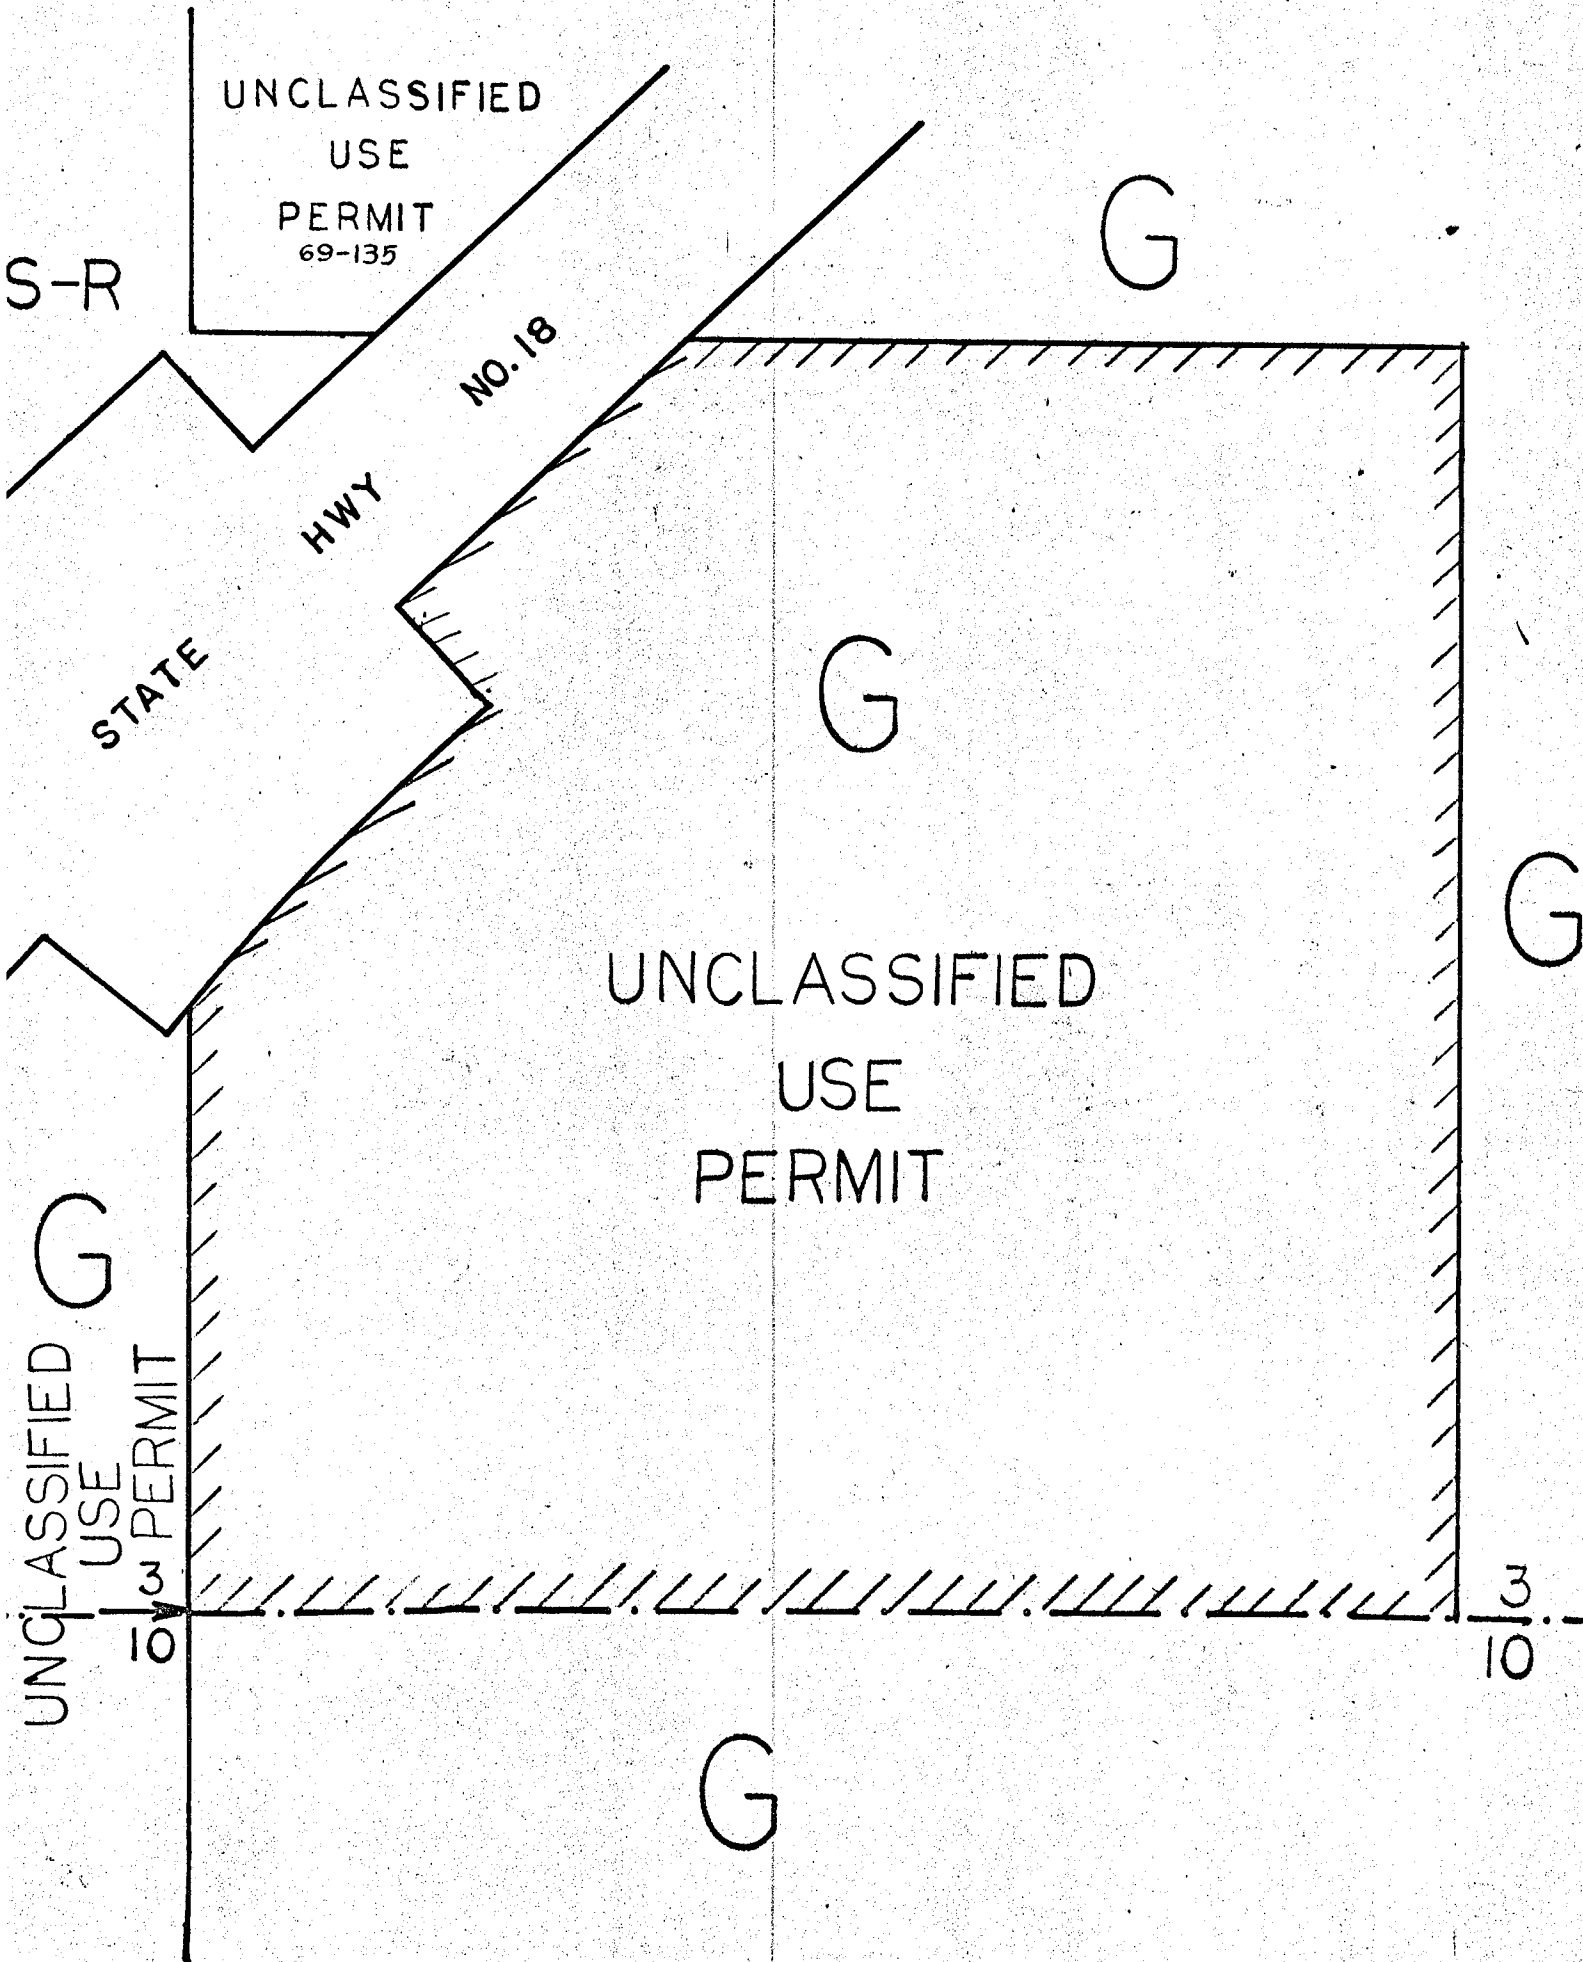 UNCLASSIFIED
USE
PERMIT
69-135
S-R
G
STATE HWY NO. 18
G
G
UNCLASSIFIED
USE
PERMIT
G
UNCLASSIFIED
USE
PERMIT
3
10
3
10
G